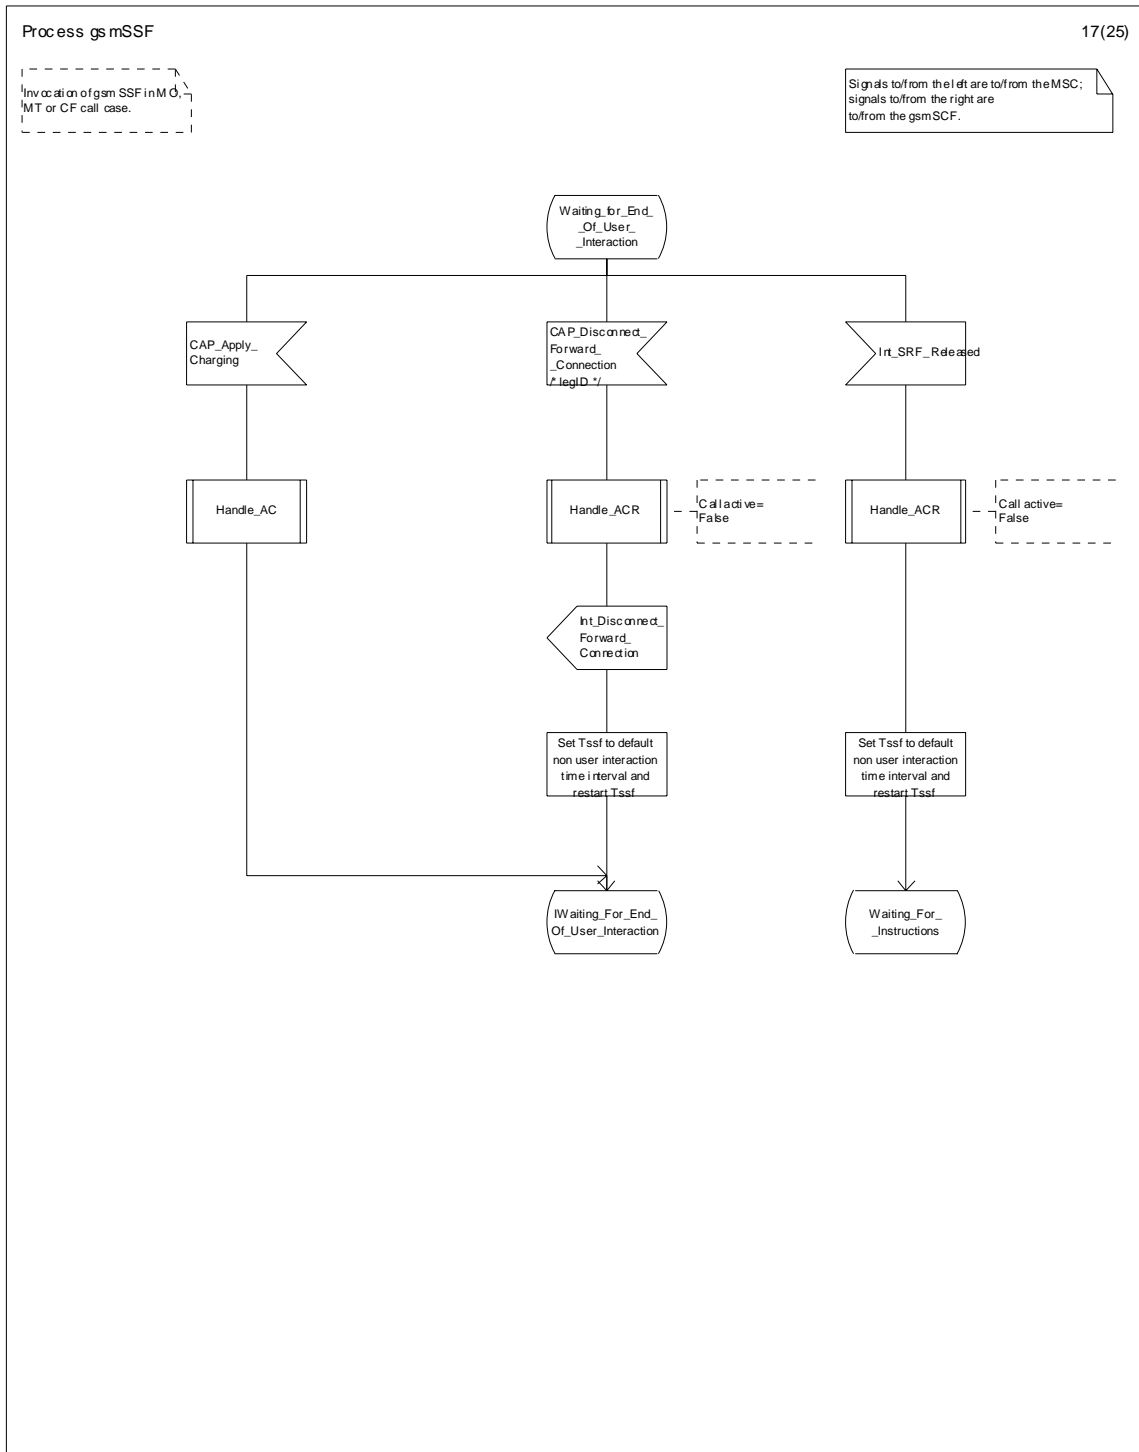 Process gsmSSF
17(25)
Invocation of gsm SSF in MO,
MT or CF call case.
Signals to/from the left are to/from the MSC;
signals to/from the right are
to/from the gsmSCF.
Waiting_for_End_
_Of_User_
_Interaction
CAP_Apply_
Charging
CAP_Disconnect_
Forward_
_Connection
/* legID */
Int_SRF_Released
Handle_AC
Handle_ACR
Call active=
False
Handle_ACR
Call active=
False
Int_Disconnect_
Forward_
Connection
Set Tssf to default
non user interaction
time interval and
restart Tssf
Set Tssf to default
non user interaction
time interval and
restart Tssf
IWaiting_For_End_
Of_User_Interaction
Waiting_For_
_Instructions